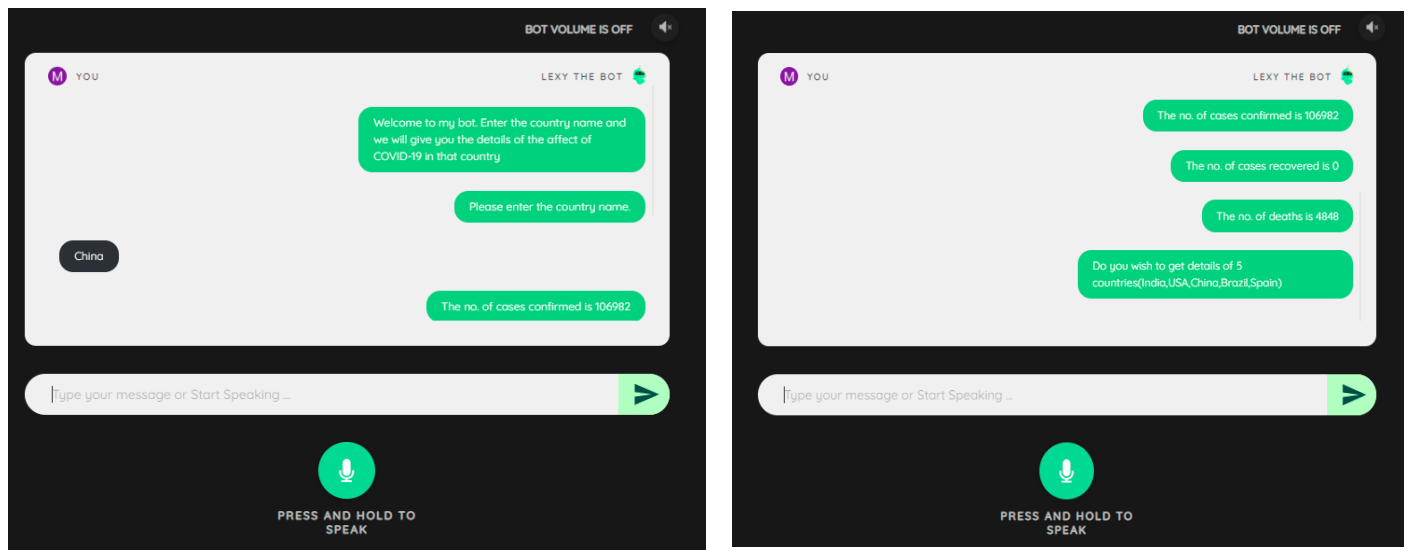 BOT VOLUME IS OFF
M YOU
LEXY THE BOT
Welcome to my bot. Enter the country name and
we will give you the details of the affect of
COVID-19 in that country
Please enter the country name.
China
The no. of cases confirmed is 106982
Type your message or Start Speaking ...
PRESS AND HOLD TO
SPEAK
BOT VOLUME IS OFF
M YOU
LEXY THE BOT
The no. of cases confirmed is 106982
The no. of cases recovered is 0
The no. of deaths is 4848
Do you wish to get details of 5
countries(India,USA,China,Brazil,Spain)
Type your message or Start Speaking ...
PRESS AND HOLD TO
SPEAK